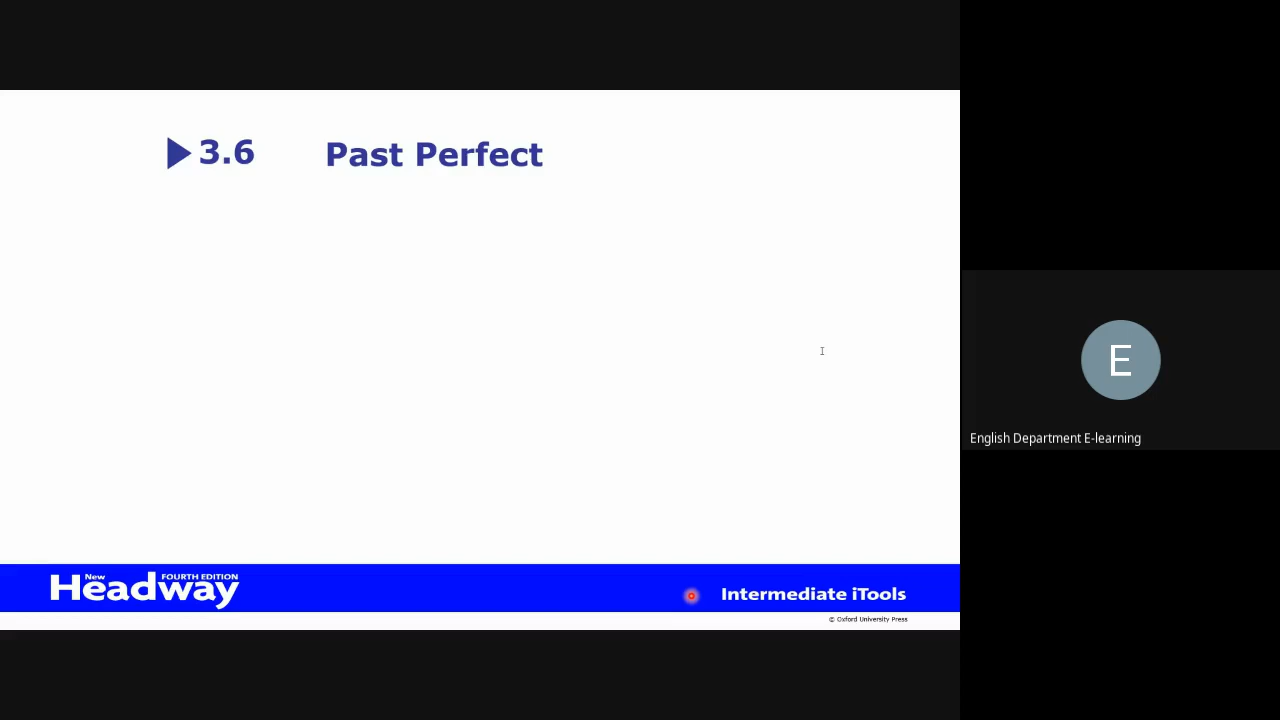 3.6 Past Perfect
E
English Department E-learning
New
FOURTH EDITION
Headway
Intermediate iTools
© Oxford University Press